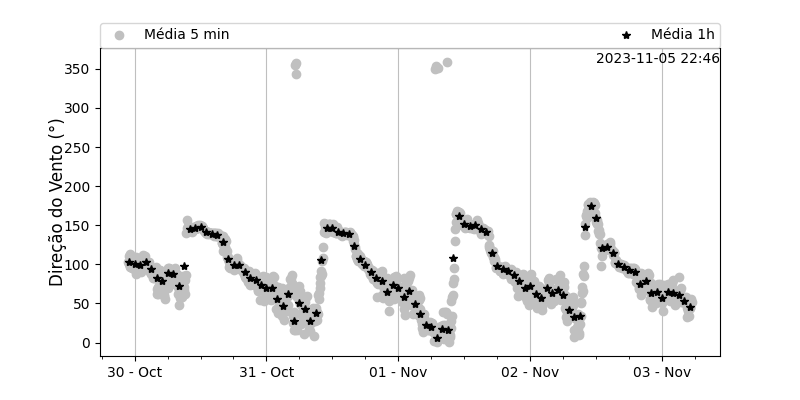 Média 5 min
Média 1h
2023-11-05 22:46
Direção do Vento (°)
350
300
250
200
150
100
50
0
30 - Oct
31 - Oct
01 - Nov
02 - Nov
03 - Nov